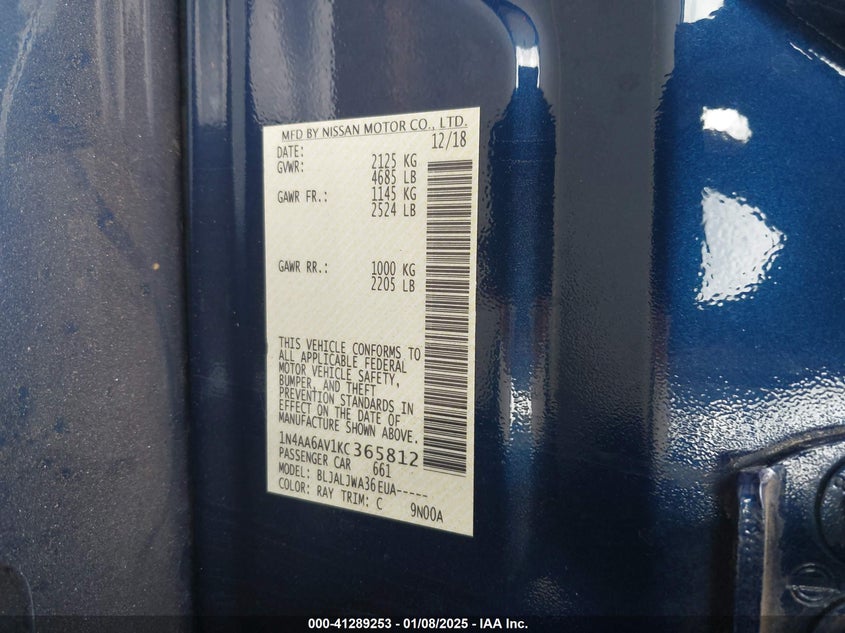 MFD BY NISSAN MOTOR CO., LTD.
DATE: 12/18
GVWR: 2125 KG
4685 LB
GAWR FR.: 1145 KG
2524 LB
GAWR RR.: 1000 KG
2205 LB
THIS VEHICLE CONFORMS TO
ALL APPLICABLE FEDERAL
MOTOR VEHICLE SAFETY,
BUMPER, AND THEFT
PREVENTION STANDARDS IN
EFFECT ON THE DATE OF
MANUFACTURE SHOWN ABOVE.
1N4AA6AV1KC365812
PASSENGER CAR 661
MODEL: BLJALJWA36EUA-----
COLOR: RAY TRIM: C 9N00A
000-41289253 - 01/08/2025 - IAA Inc.